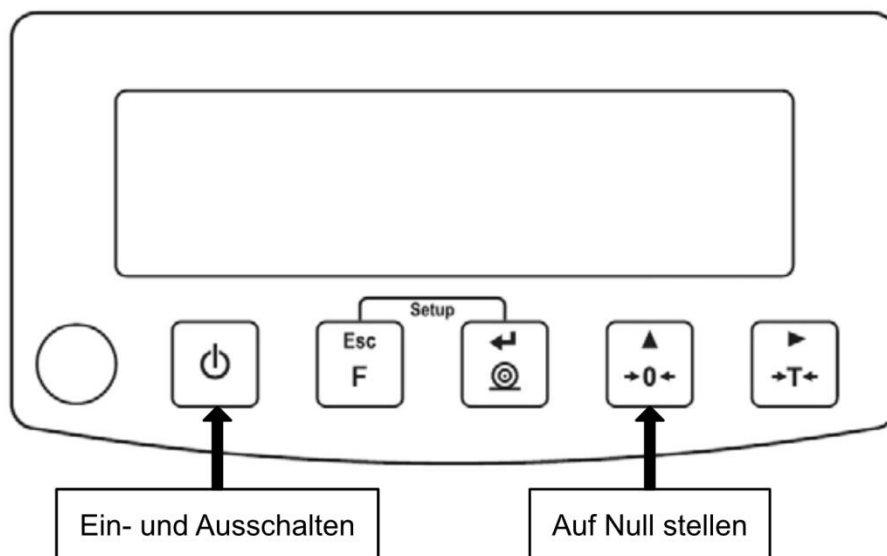 Setup
Esc
F
→0←
→T←
Ein- und Ausschalten
Auf Null stellen